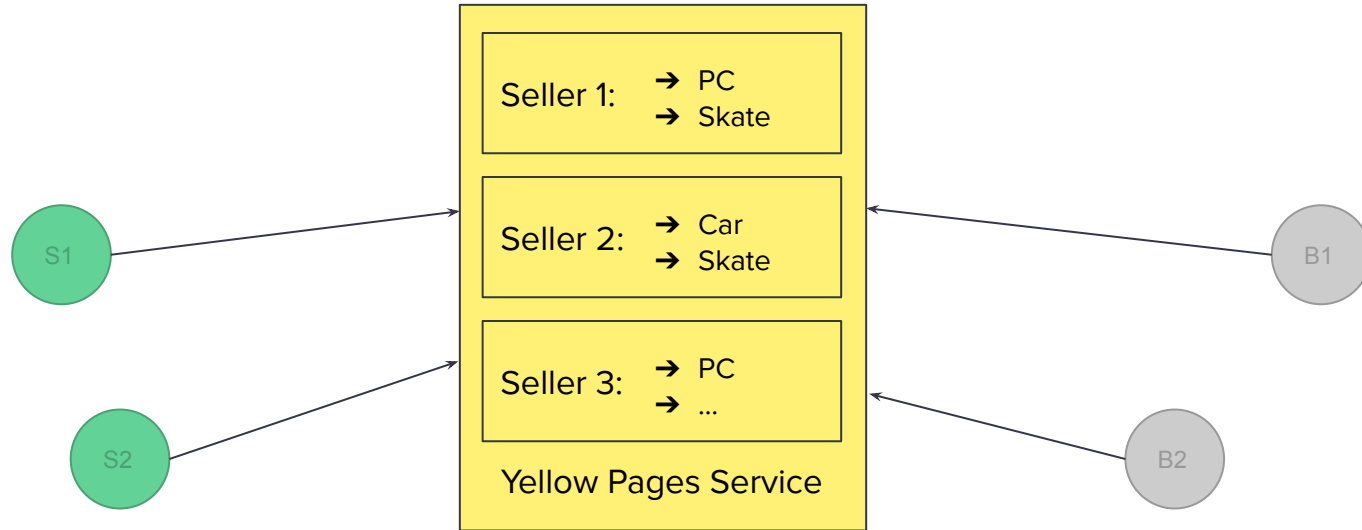 Seller 1:
➔ PC
➔ Skate
S1
Seller 2:
➔ Car
➔ Skate
B1
Seller 3:
➔ PC
➔ ...
S2
B2
Yellow Pages Service